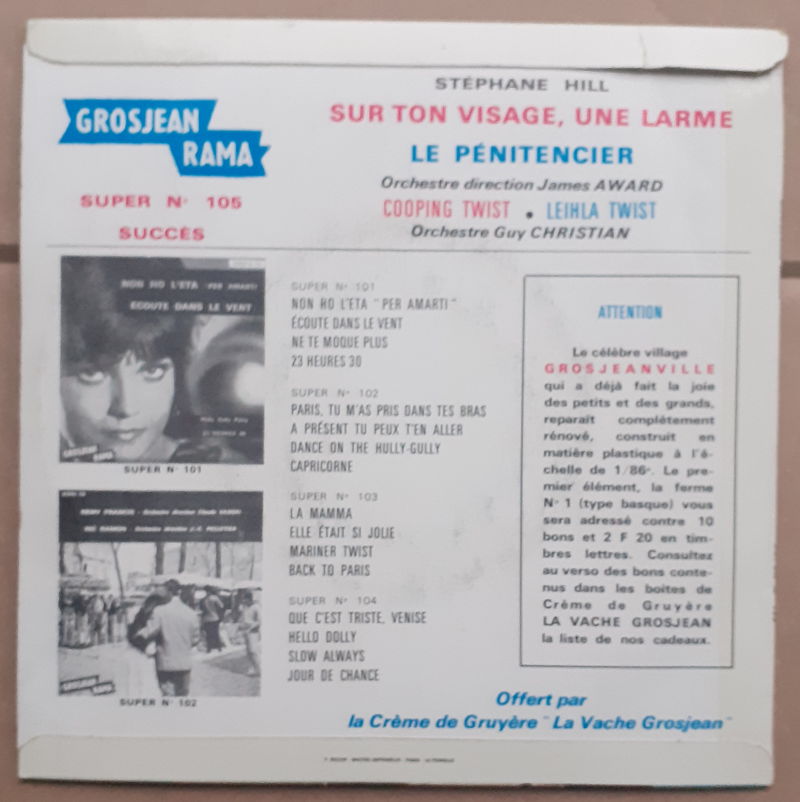 STÉPHANE HILL
SUR TON VISAGE, UNE LARME
LE PÉNITENCIER
Orchestre direction James AWARD
COOPING TWIST • LEIHLA TWIST
Orchestre Guy CHRISTIAN
GROSJEAN
RAMA
SUPER N° 105
SUCCÈS
NON HO L'ETA "PER AMARTI"
ÉCOUTE DANS LE VENT
GROSJEAN
RAMA
SUPER N° 101
GROSJEAN
RAMA
SUPER N° 102
SUPER N° 101
NON HO L'ETA "PER AMARTI"
ÉCOUTE DANS LE VENT
NE TE MOQUE PLUS
23 HEURES 30
SUPER N° 102
PARIS, TU M'AS PRIS DANS TES BRAS
A PRÉSENT TU PEUX T'EN ALLER
DANCE ON THE HULLY-GULLY
CAPRICORNE
SUPER N° 103
LA MAMMA
ELLE ÉTAIT SI JOLIE
MARINER TWIST
BACK TO PARIS
SUPER N° 104
QUE C'EST TRISTE, VENISE
HELLO DOLLY
SLOW ALWAYS
JOUR DE CHANCE
ATTENTION
Le célèbre village
GROSJEANVILLE
qui a déjà fait la joie
des petits et des grands,
reparaît complètement
rénové, construit en
matière plastique à l'é-
chelle de 1/86e. Le pre-
mier élément, la ferme
N° 1 (type basque) vous
sera adressé contre 10
bons et 2 F 20 en tim-
bres lettres. Consultez
au verso des bons conte-
nus dans les boîtes de
Crème de Gruyère
LA VACHE GROSJEAN
la liste de nos cadeaux.
Offert par
la Crème de Gruyère "La Vache Grosjean"